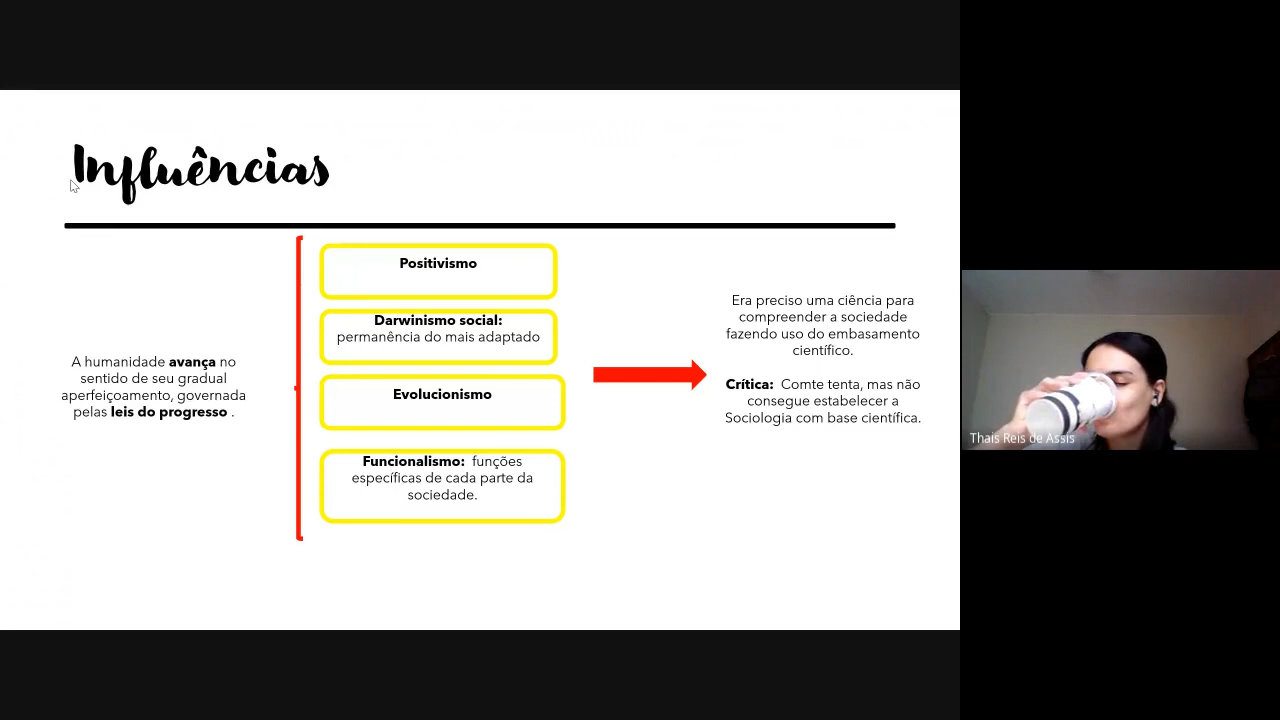 Influências
A humanidade avança no
sentido de seu gradual
aperfeiçoamento, governada
pelas leis do progresso .
Positivismo
Darwinismo social:
permanência do mais adaptado
Evolucionismo
Funcionalismo: funções
específicas de cada parte da
sociedade.
Era preciso uma ciência para
compreender a sociedade
fazendo uso do embasamento
científico.
Crítica: Comte tenta, mas não
consegue estabelecer a
Sociologia com base científica.
Thais Reis de Assis